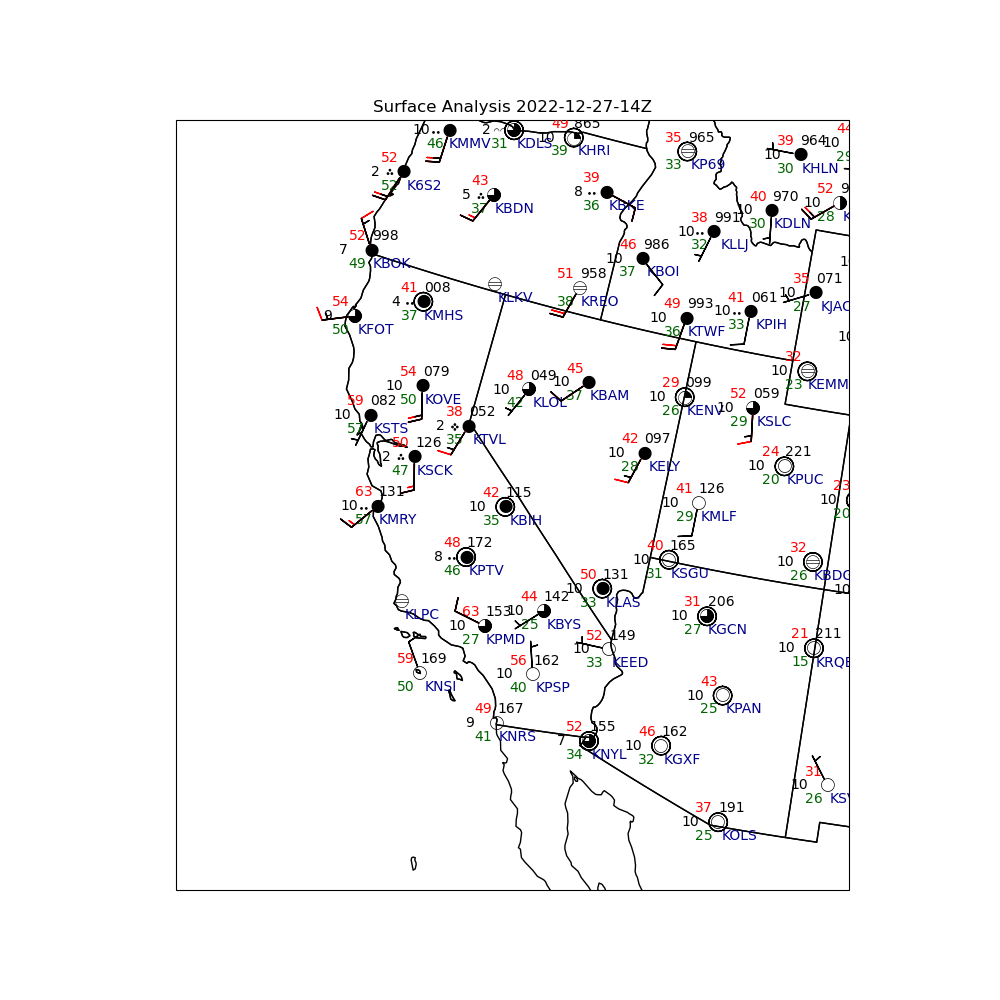 Surface Analysis 2022-12-27-14Z
10 46 KMMV
2 31 KDLS
49 865 10 39 KHRI
35 965 33 KP69
39 964 10 30 KHLN
44 10 29
52 2 52 K6S2
43 5 37 KBDN
39 8 36 KBKE
40 970 10 30 KDLN
52 9 10 28 K
52 998 7 49 KBOK
38 991 10 32 KLLJ
46 986 10 37 KBOI
KLKV
41 008 4 37 KMHS
51 958 38 KREO
35 071 10 27 KJAC
54 9 50 KFOT
49 993 10 36 KTWF
41 061 10 33 KPIH
10
10
54 079 10 50 KOVE
48 049 10 42 KLOL
45 10 37 KBAM
29 099 10 26 KENV
32 10 23 KEMM
59 082 10 57 KSTS
38 052 2 35 KTVL
52 059 10 29 KSLC
50 126 2 47 KSCK
42 097 10 28 KELY
24 221 10 20 KPUC
63 131 10 57 KMRY
42 115 10 35 KBIH
41 126 10 29 KMLF
23 10 20
48 172 8 46 KPTV
40 165 10 31 KSGU
32 10 26 KBDG
10
KLPC
50 131 10 33 KLAS
63 153 10 27 KPMD
44 142 10 25 KBYS
31 206 10 27 KGCN
59 169 50 KNSI
56 162 10 40 KPSP
52 149 10 33 KEED
21 211 10 15 KRQE
43 10 25 KPAN
49 167 9 41 KNRS
52 155 7 34 KNYL
46 162 10 32 KGXF
31 10 26 KSV
37 191 10 25 KOLS